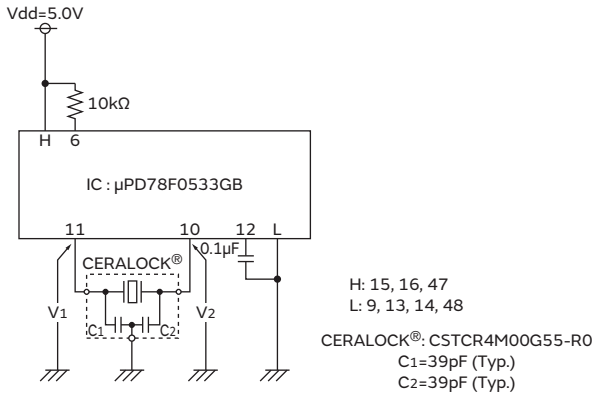 Vdd=5.0V
10kΩ
H 6
IC : µPD78F0533GB
11 10 12 L
0.1µF
CERALOCK®
V1 V2
C1 C2
H: 15, 16, 47
L: 9, 13, 14, 48
CERALOCK®: CSTCR4M00G55-R0
C1=39pF (Typ.)
C2=39pF (Typ.)